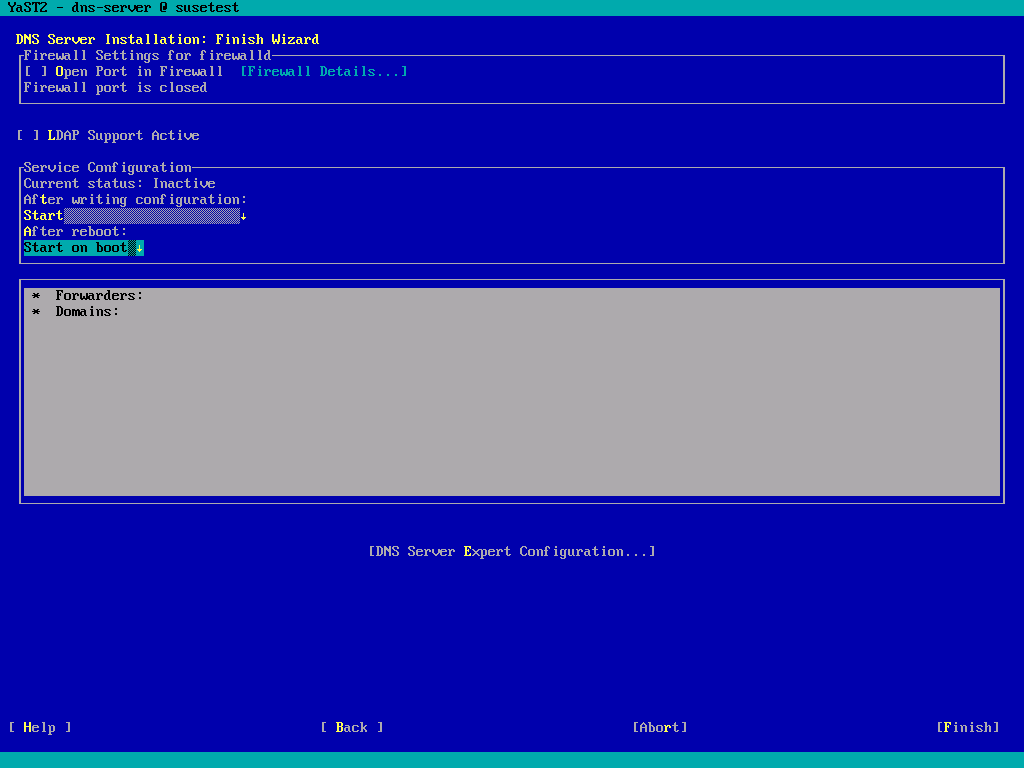 YaST2 - dns-server @ susetest
DNS Server Installation: Finish Wizard
Firewall Settings for firewalld
[ ] Open Port in Firewall  [Firewall Details...]
Firewall port is closed
[ ] LDAP Support Active
Service Configuration
Current status: Inactive
After writing configuration:
Start↓
After reboot:
Start on boot↓
*  Forwarders:
*  Domains:
[DNS Server Expert Configuration...]
[ Help ]  [ Back ]  [Abort]  [Finish]